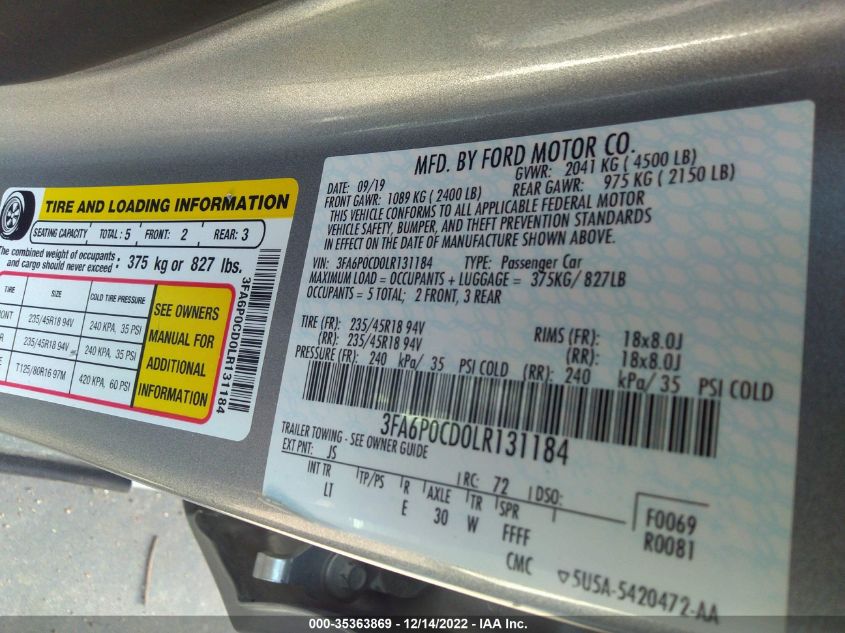 TIRE AND LOADING INFORMATION
SEATING CAPACITY TOTAL : 5 FRONT: 2 REAR: 3
The combined weight of occupants and cargo should never exceed : 375 kg or 827 lbs.
TIRE SIZE COLD TIRE PRESSURE
235/45R18 94V 240 KPA, 35 PSI
235/45R18 94V 240 KPA, 35 PSI
T125/80R16 97M 420 KPA, 60 PSI
SEE OWNERS
MANUAL FOR
ADDITIONAL
INFORMATION
3FA6P0CD0LR131184
MFD. BY FORD MOTOR CO.
DATE: 09/19 GVWR: 2041 KG ( 4500 LB)
FRONT GAWR: 1089 KG ( 2400 LB) REAR GAWR: 975 KG ( 2150 LB)
THIS VEHICLE CONFORMS TO ALL APPLICABLE FEDERAL MOTOR
VEHICLE SAFETY, BUMPER, AND THEFT PREVENTION STANDARDS
IN EFFECT ON THE DATE OF MANUFACTURE SHOWN ABOVE.
VIN: 3FA6P0CD0LR131184 TYPE: Passenger Car
MAXIMUM LOAD = OCCUPANTS + LUGGAGE = 375KG/ 827LB
OCCUPANTS = 5 TOTAL; 2 FRONT, 3 REAR
TIRE (FR): 235/45R18 94V RIMS (FR): 18x8.0J
(RR): 235/45R18 94V (RR): 18x8.0J
PRESSURE (FR): 240 kPa/ 35 PSI COLD (RR): 240 kPa/ 35 PSI COLD
3FA6P0CD0LR131184
TRAILER TOWING - SEE OWNER GUIDE
EXT PNT: JS RC: 72 DSO:
INT TR TP/PS R AXLE TR SPR
LT E 30 W FFFF
CMC
F0069
R0081
5U5A-5420472-AA
000-35363869 • 12/14/2022 • IAA Inc.